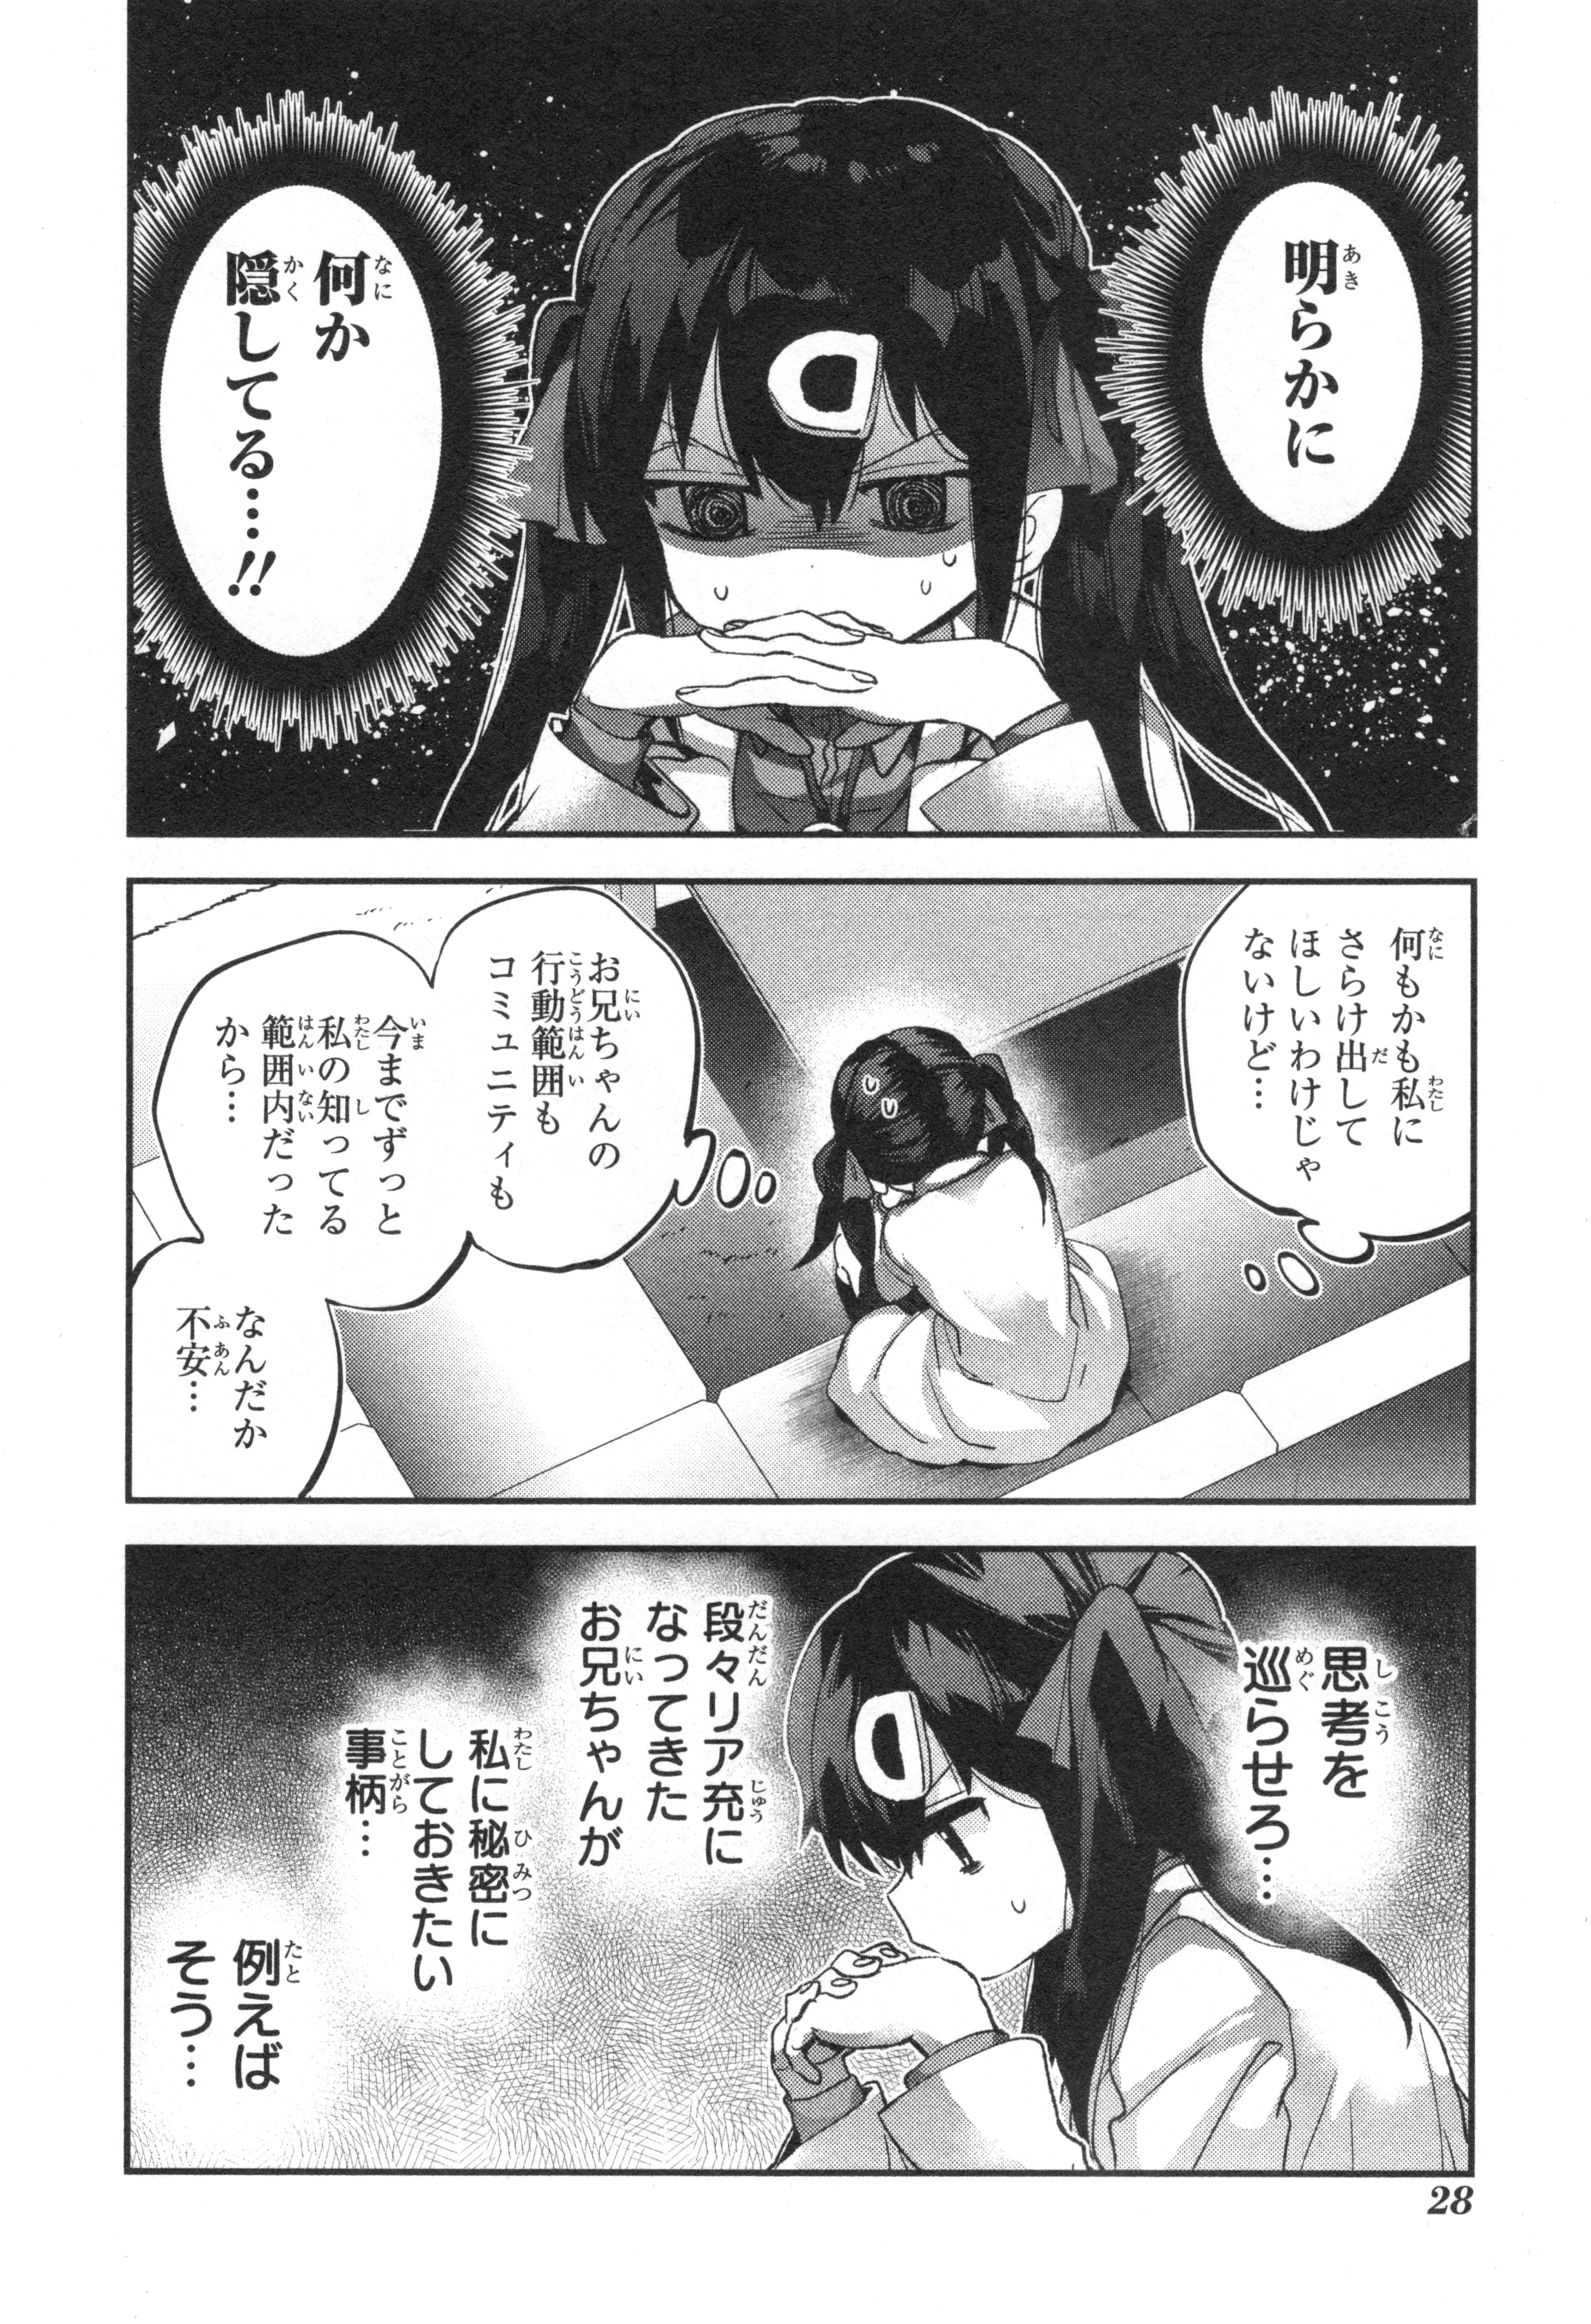 明らかに
何か
隠してる…!!
何もかも私に
さらけ出して
ほしいわけじゃ
ないけど…
お兄ちゃんの
行動範囲も
コミュニティも
今までずっと
私の知ってる
範囲内だった
から…
なんだか
不安…
思考を
巡らせろ…
段々リア充に
なってきた
お兄ちゃんが
私に秘密に
しておきたい
事柄…
例えば
そう…
28